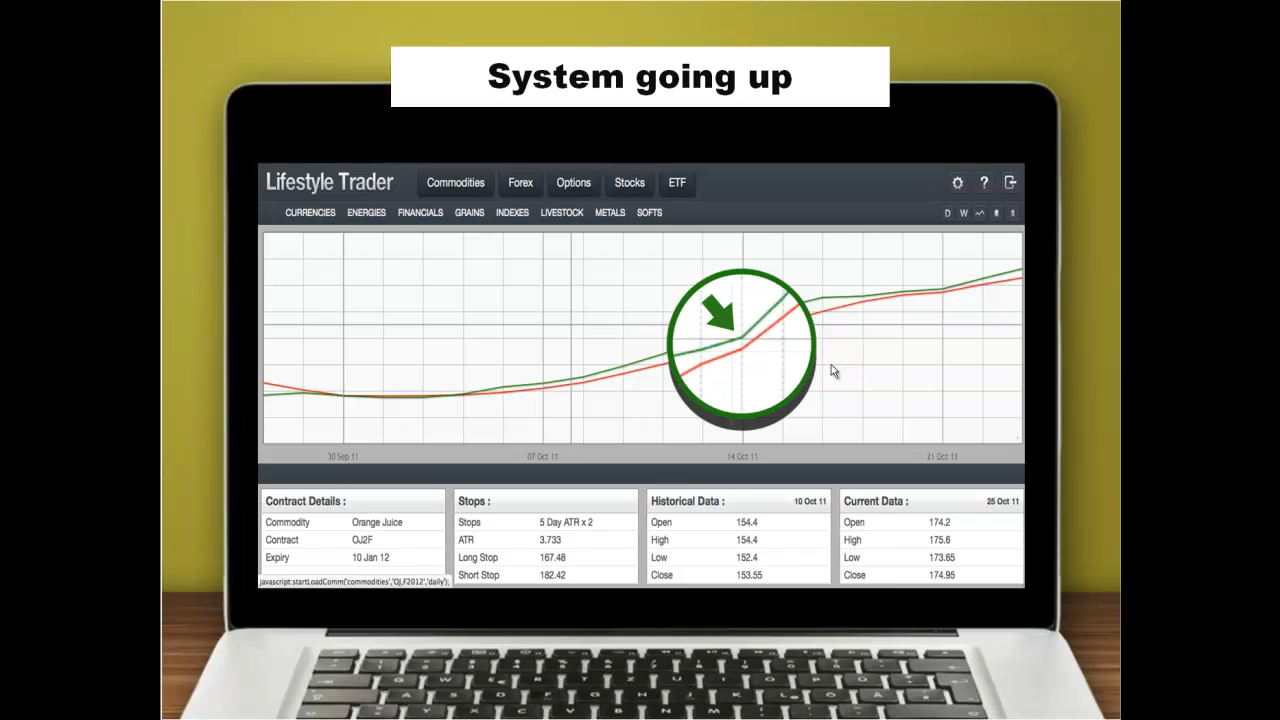 System going up
Lifestyle Trader Commodities Forex Options Stocks ETF ?
CURRENCIES ENERGIES FINANCIALS GRAINS INDEXES LIVESTOCK METALS SOFTS D W $
30 Sep 11 07 Oct 11 14 Oct 11 21 Oct 11
Contract Details :
Commodity Orange Juice
Contract OJ2F
Expiry 10 Jan 12
javascript:startLoadComm('commodities','OJ,F2012','daily');
Stops :
Stops 5 Day ATR x 2
ATR 3.733
Long Stop 167.48
Short Stop 182.42
Historical Data : 10 Oct 11
Open 154.4
High 154.4
Low 152.4
Close 153.55
Current Data : 25 Oct 11
Open 174.2
High 175.6
Low 173.65
Close 174.95